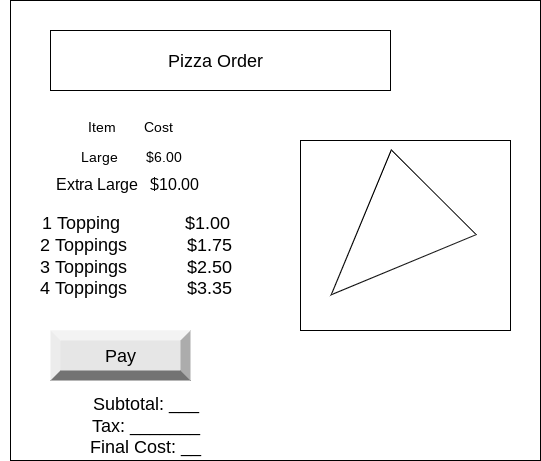 Pizza Order
Item Cost
Large $6.00
Extra Large $10.00
1 Topping $1.00
2 Toppings $1.75
3 Toppings $2.50
4 Toppings $3.35
Pay
Subtotal: ___
Tax: _______
Final Cost: __